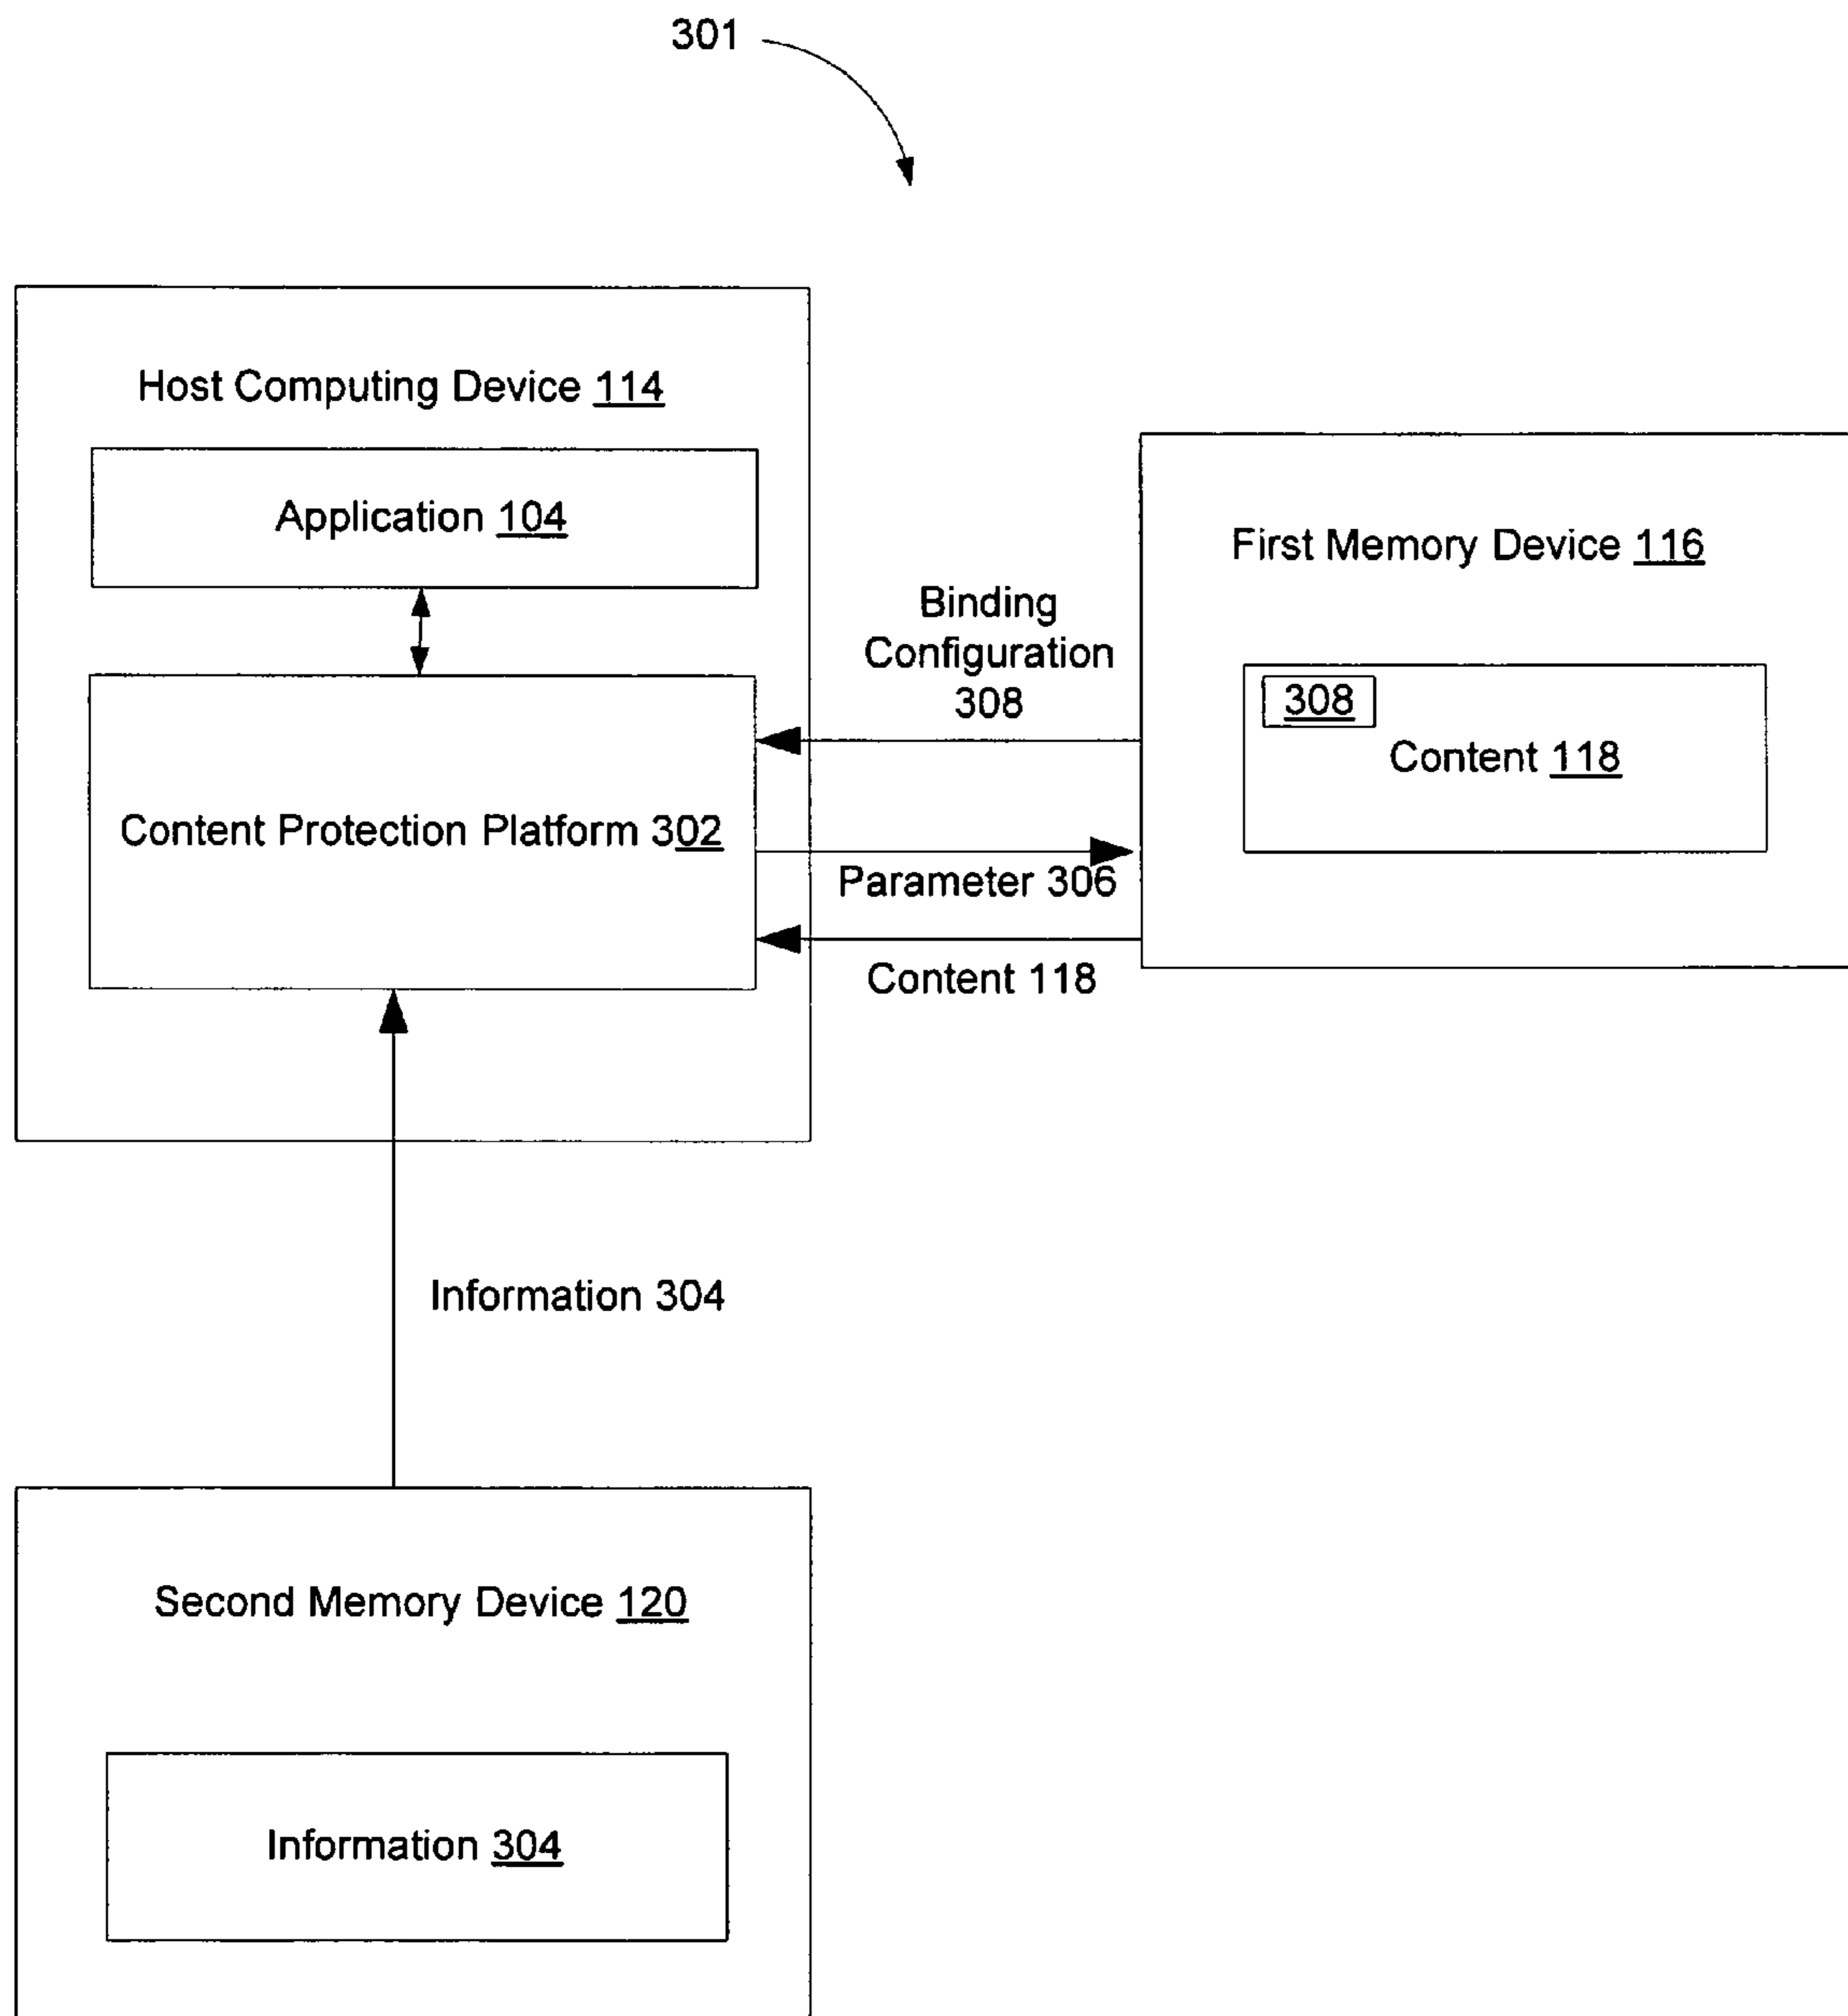 301
Host Computing Device 114
Application 104
Content Protection Platform 302
Binding
Configuration
308
Parameter 306
Content 118
First Memory Device 116
308
Content 118
Information 304
Second Memory Device 120
Information 304